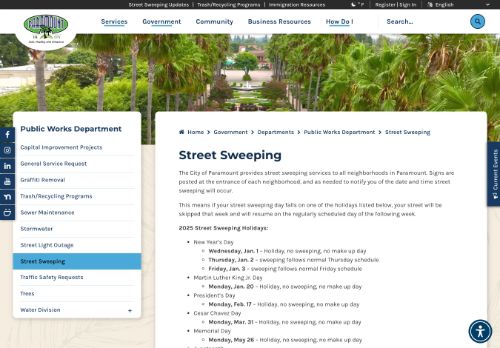 Street Sweeping Updates | Trash/Recycling Programs | Immigration Resources
° F
Register | Sign In
English
PARAMOUNT
Services
Government
Community
Business Resources
How Do I
Search...
Public Works Department
Capital Improvement Projects
General Service Request
Graffiti Removal
Trash/Recycling Programs
Sewer Maintenance
Stormwater
Street Light Outage
Street Sweeping
Traffic Safety Requests
Trees
Water Division +
Home > Government > Departments > Public Works Department > Street Sweeping
Street Sweeping
The City of Paramount provides street sweeping services to all neighborhoods in Paramount. Signs are
posted at the entrance of each neighborhood, and as needed to notify you of the date and time street
sweeping will occur.
This means if your street sweeping day falls on one of the holidays listed below, your street will be
skipped that week and will resume on the regularly scheduled day of the following week.
2025 Street Sweeping Holidays:
New Year's Day
Wednesday, Jan. 1 – Holiday, no sweeping, no make up day
Thursday, Jan. 2 – sweeping follows normal Thursday schedule
Friday, Jan. 3 – sweeping follows normal Friday schedule
Martin Luther King Jr. Day
Monday, Jan. 20 – Holiday, no sweeping, no make up day
President's Day
Monday, Feb. 17 – Holiday, no sweeping, no make up day
Cesar Chavez Day
Monday, Mar. 31 – Holiday, no sweeping, no make up day
Memorial Day
Monday, May 26 – Holiday, no sweeping, no make up day
Current Events